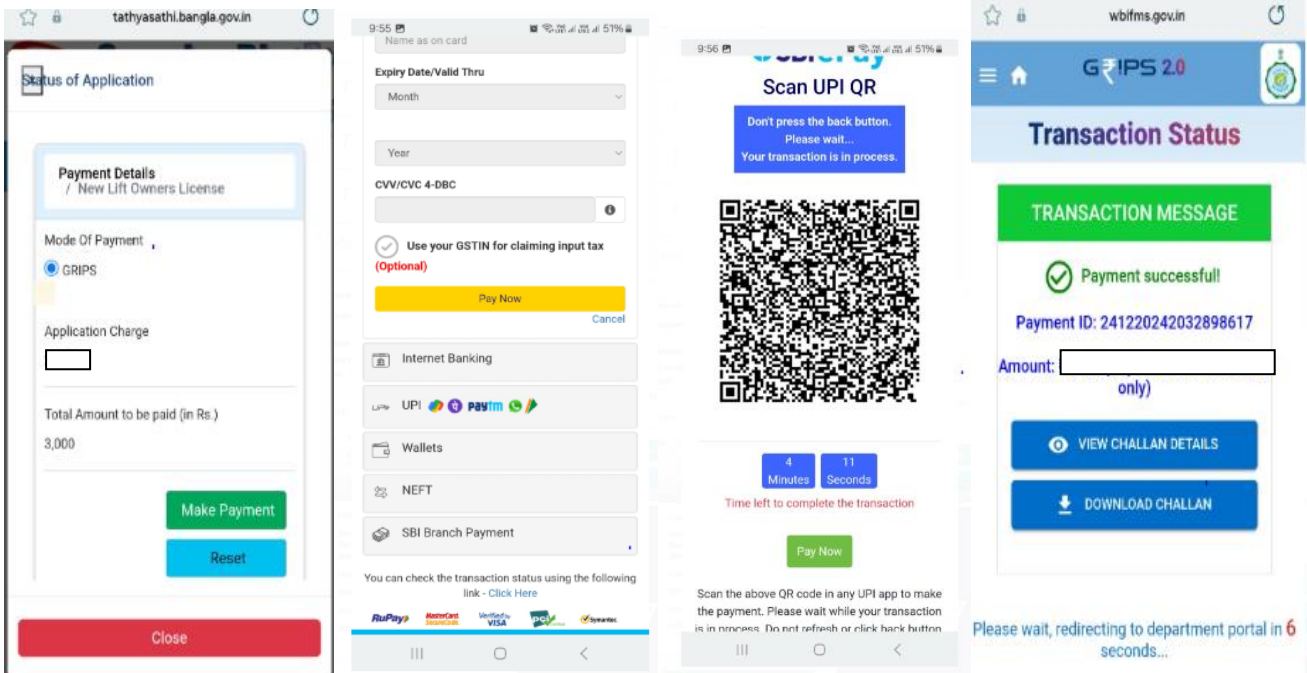 tathyasathi.bangla.gov.in
Status of Application
Payment Details
/ New Lift Owners License
Mode Of Payment
GRIPS
Application Charge
Total Amount to be paid (in Rs.)
3,000
Make Payment
Reset
Close
9:55
51%
Name as on card
Expiry Date/Valid Thru
Month
Year
CVV/CVC 4-DBC
Use your GSTIN for claiming input tax
(Optional)
Pay Now
Cancel
Internet Banking
UPI Paytm
Wallets
NEFT
SBI Branch Payment
You can check the transaction status using the following
link - Click Here
RuPay MasterCard SecureCode Verified by VISA PCI Symantec
9:56
51%
Scan UPI QR
Don't press the back button.
Please wait...
Your transaction is in process.
4 11
Minutes Seconds
Time left to complete the transaction
Pay Now
Scan the above QR code in any UPI app to make
the payment. Please wait while your transaction
is in process. Do not refresh or click back button
wbifms.gov.in
G₹IPS 2.0
Transaction Status
TRANSACTION MESSAGE
Payment successful!
Payment ID: 241220242032898617
Amount:
only)
VIEW CHALLAN DETAILS
DOWNLOAD CHALLAN
Please wait, redirecting to department portal in 6
seconds...